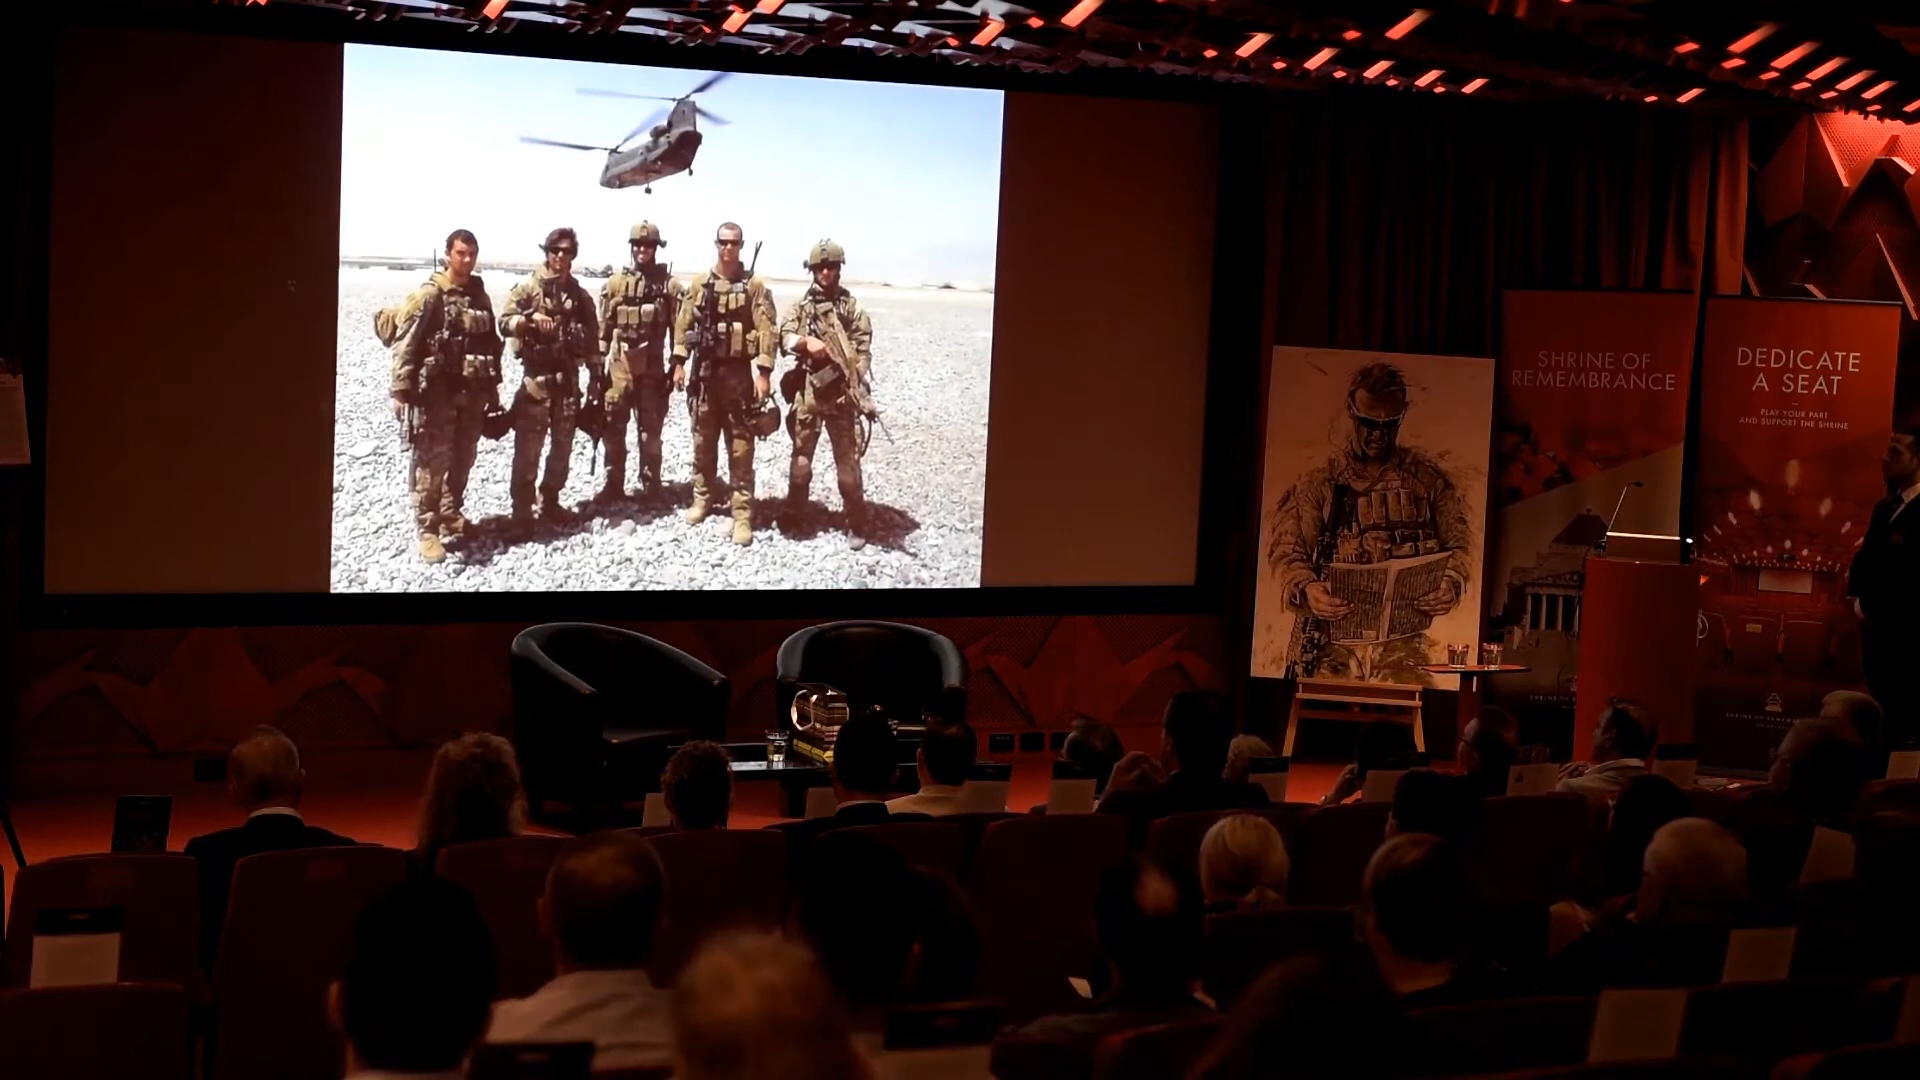 SHRINE OF
REMEMBRANCE
DEDICATE
A SEAT
PLAY YOUR PART
AND SUPPORT THE SHRINE